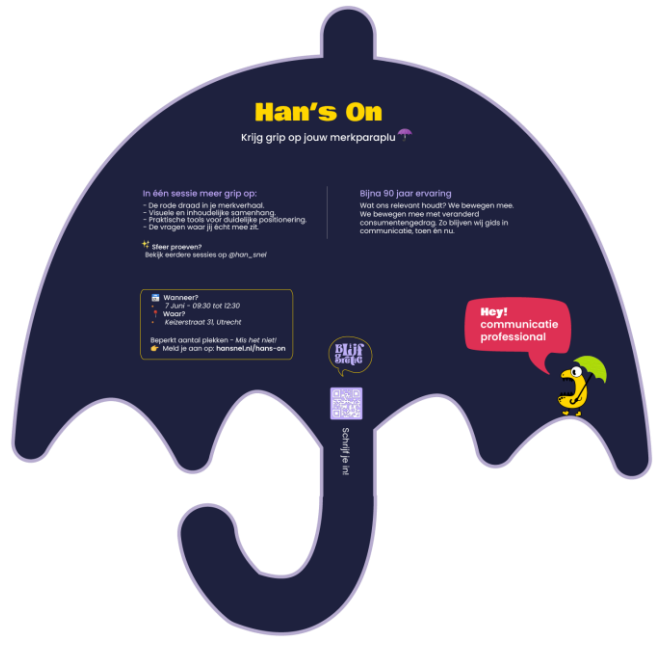 Han's On
Krijg grip op jouw merkparaplu
In één sessie meer grip op:
- De rode draad in je merkverhaal.
- Visuele en inhoudelijke samenhang.
- Praktische tools voor duidelijke positionering.
- De vragen waar jij écht mee zit.
Sfeer proeven?
Bekijk eerdere sessies op @han_snel
Bijna 90 jaar ervaring
Wat ons relevant houdt? We bewegen mee.
We bewegen mee met veranderd
consumentengedrag. Zo blijven wij gids in
communicatie, toen én nu.
Wanneer?
• 7 Juni - 09:30 tot 12:30
Waar?
• Keizerstraat 31, Utrecht
Beperkt aantal plekken - Mis het niet!
Meld je aan op: hansnel.nl/hans-on
Hey!
communicatie
professional
Blijf
Schrijf je in!